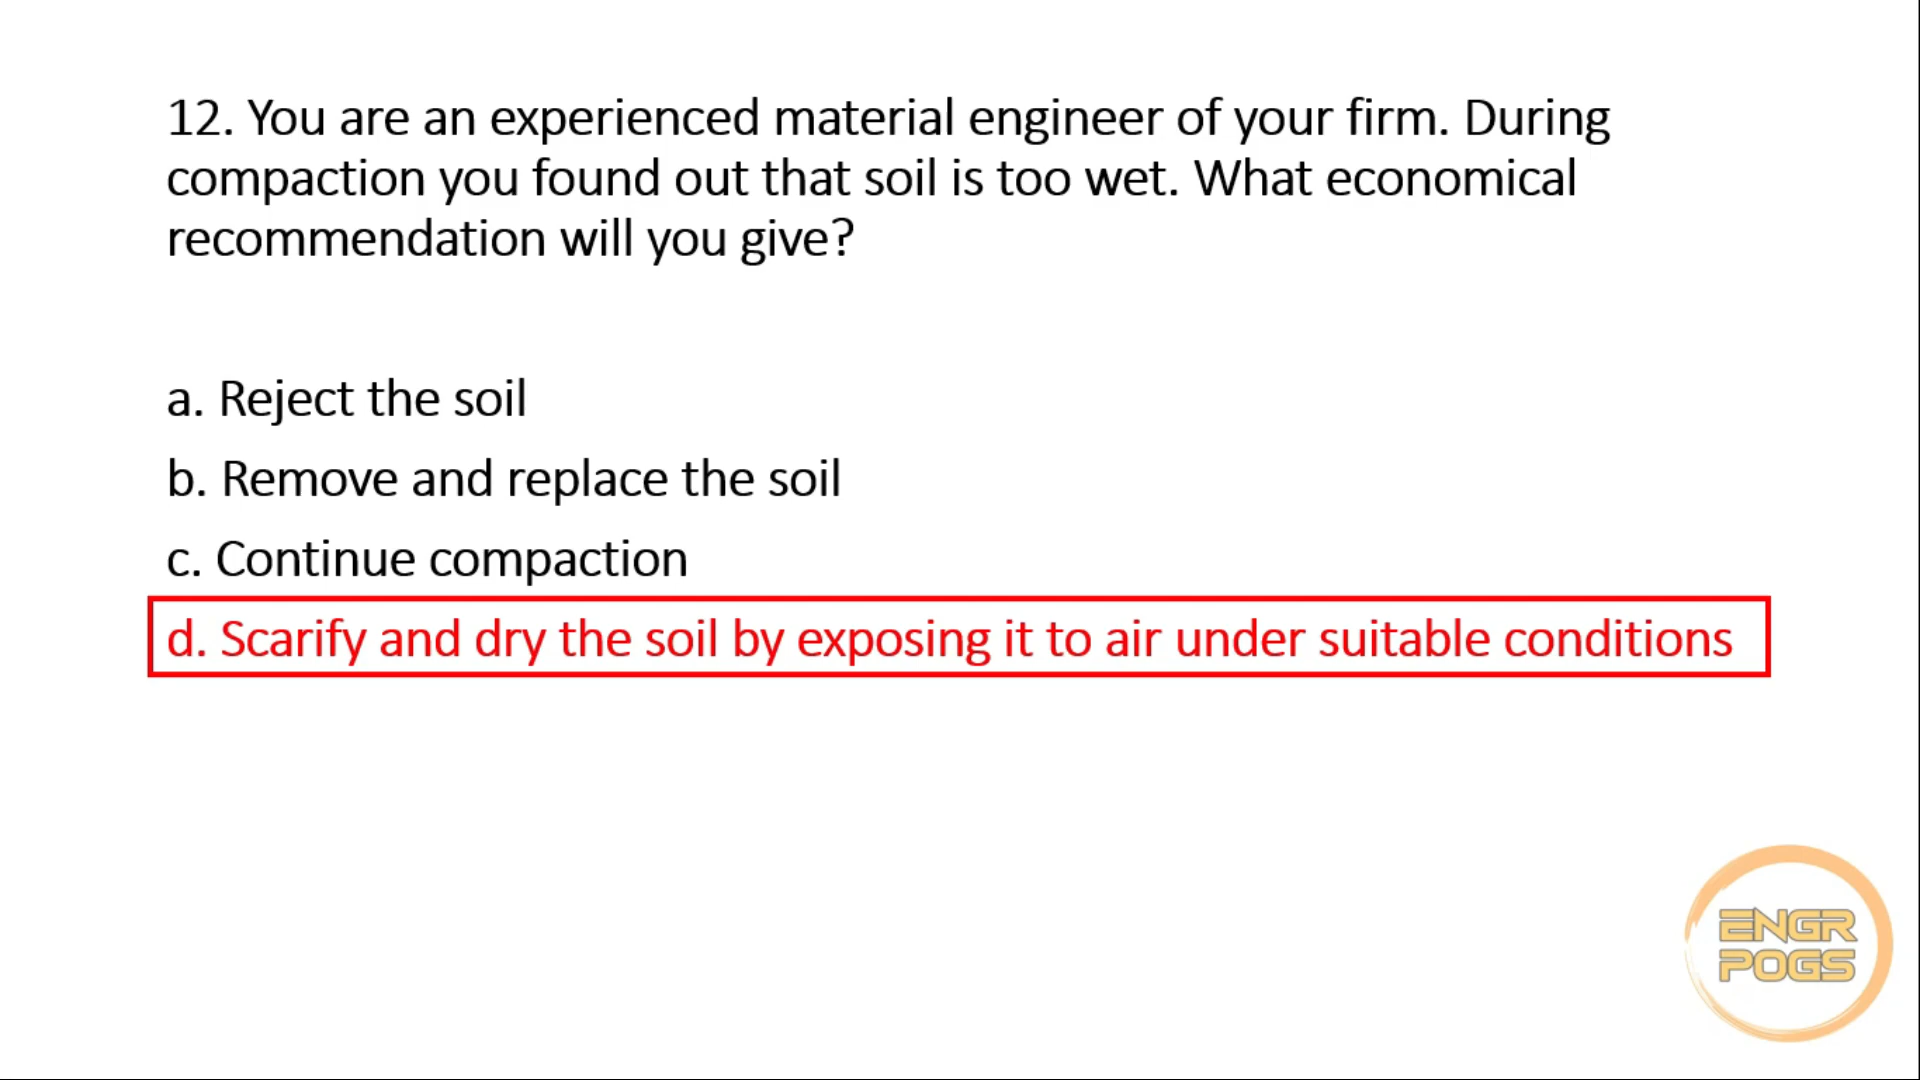 12. You are an experienced material engineer of your firm. During
compaction you found out that soil is too wet. What economical
recommendation will you give?
a. Reject the soil
b. Remove and replace the soil
c. Continue compaction
d. Scarify and dry the soil by exposing it to air under suitable conditions
ENGR
POGS